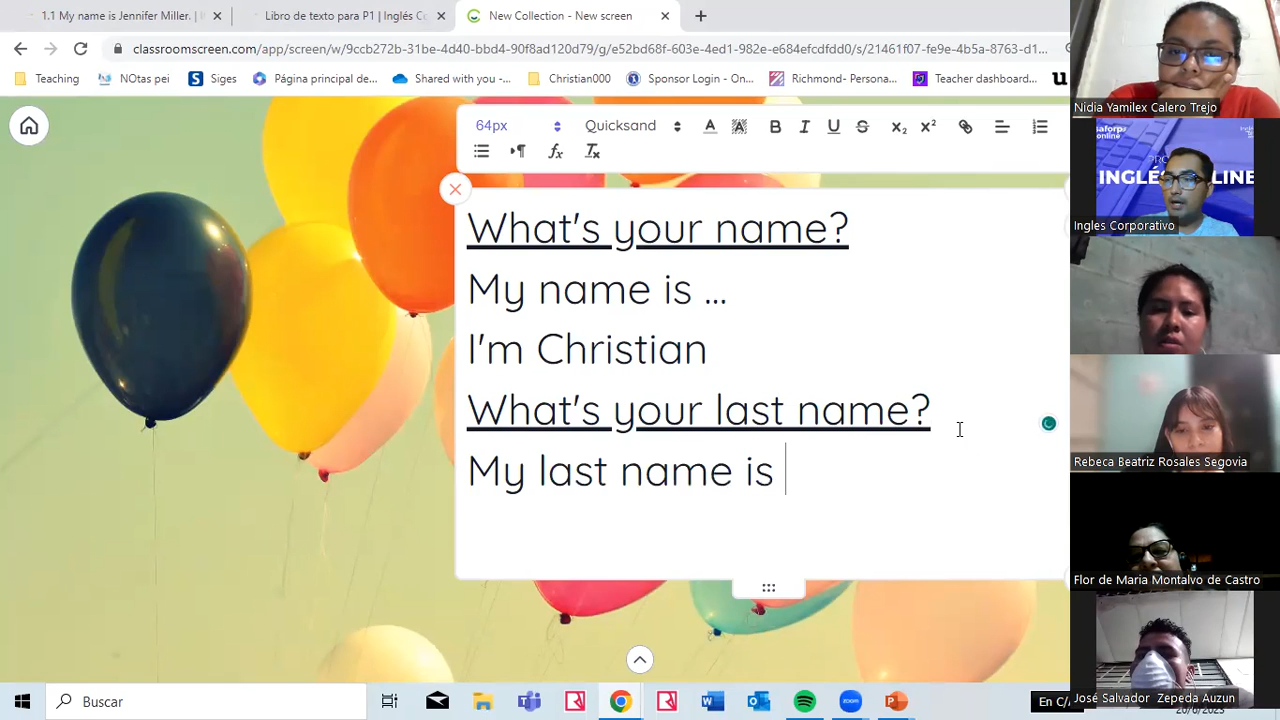 1.1 My name is Jennifer Miller. |
Libro de texto para P1 | Inglés Co
New Collection - New screen
classroomscreen.com/app/screen/w/9ccd272b-31be-4d40-bbd4-90f8ad120d79/g/e52bd68f-603e-4ed1-982e-e684efcdfdd0/s/21461f07-fe9e-4b5a-8763-d1...
Teaching
NOtas pei
Siges
Página principal de...
Shared with you -...
Christian000
Sponsor Login - On...
Richmond- Persona...
Teacher dashboard...
64px
Quicksand
What's your name?
My name is ...
I'm Christian
What's your last name?
My last name is
Nidia Yamilex Calero Trejo
INGLÉS
LINE
Ingles Corporativo
Rebeca Beatriz Rosales Segovia
Flor de Maria Montalvo de Castro
José Salvador Zepeda Auzun
Buscar
En C/